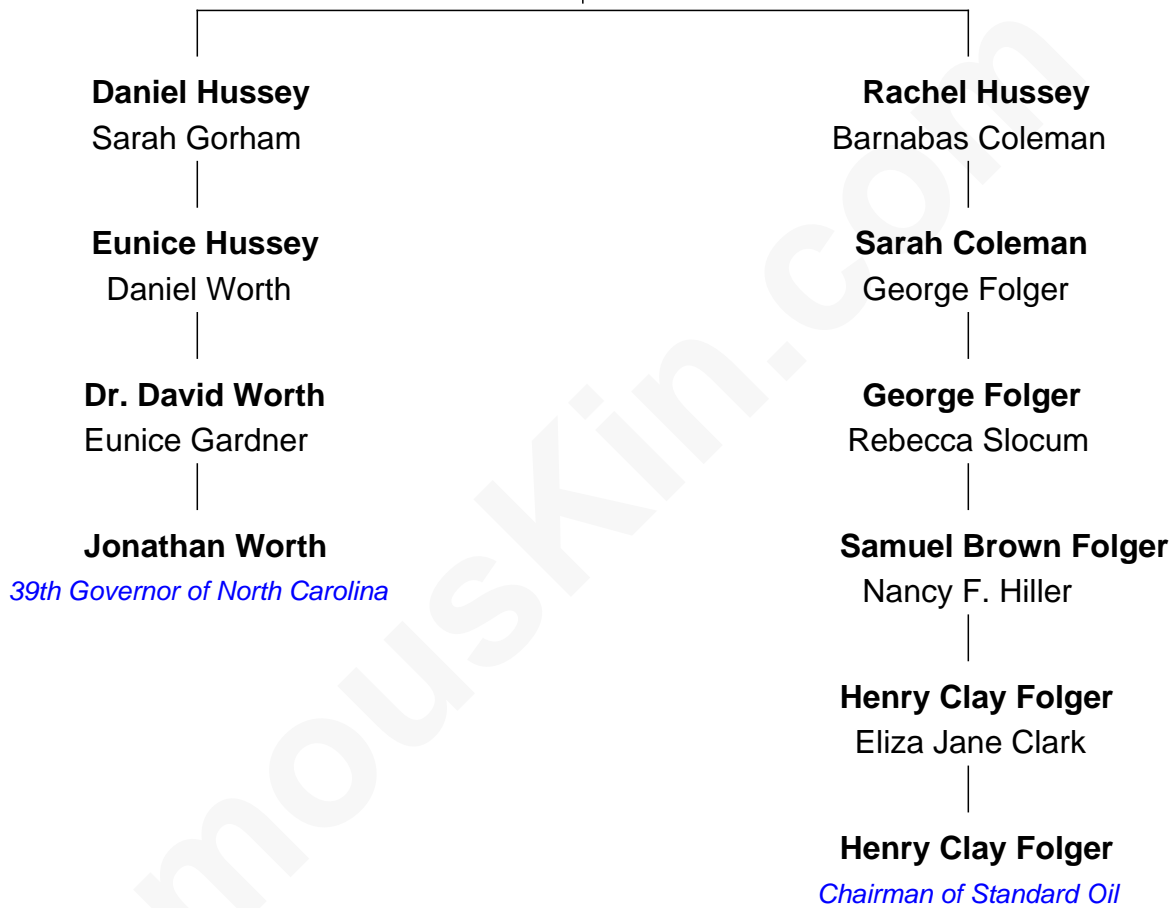 Daniel Hussey
Sarah Gorham
Eunice Hussey
Daniel Worth
Dr. David Worth
Eunice Gardner
Jonathan Worth
39th Governor of North Carolina
Rachel Hussey
Barnabas Coleman
Sarah Coleman
George Folger
George Folger
Rebecca Slocum
Samuel Brown Folger
Nancy F. Hiller
Henry Clay Folger
Eliza Jane Clark
Henry Clay Folger
Chairman of Standard Oil
mousKin.com